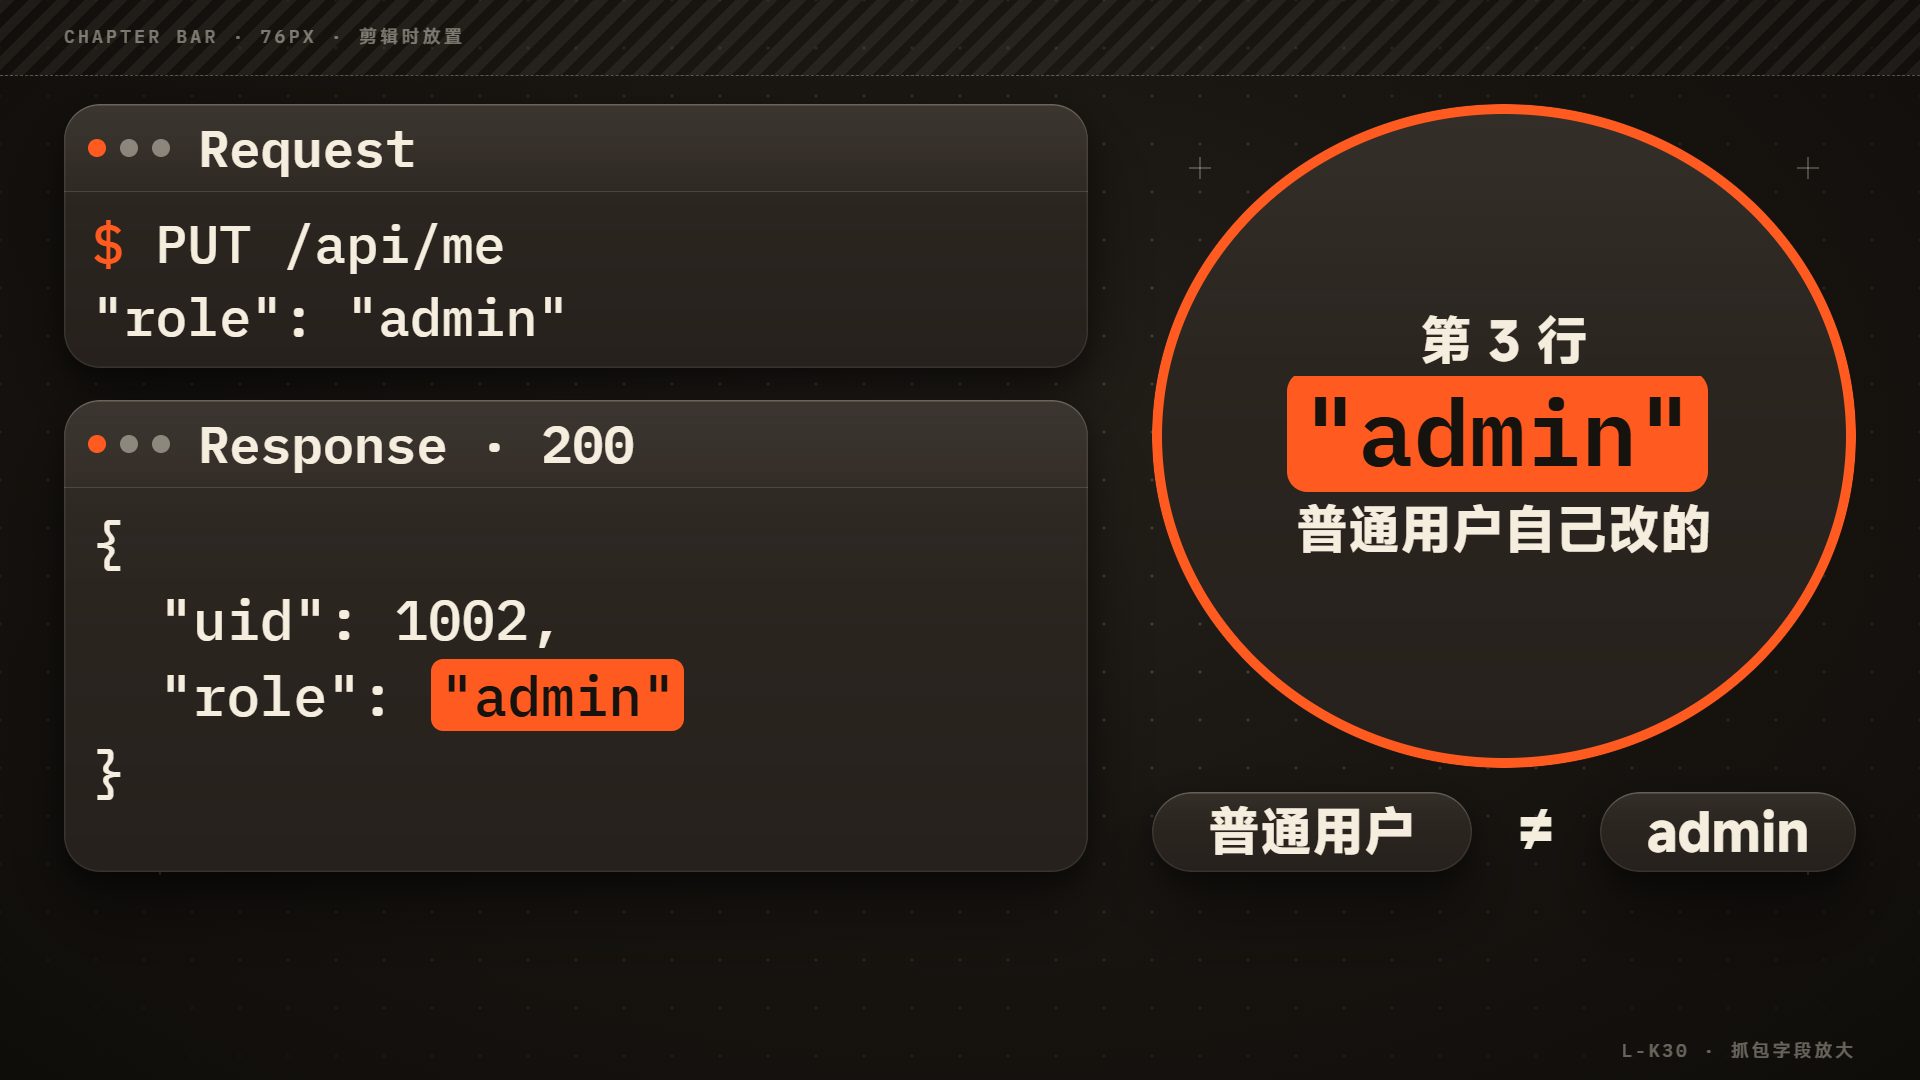 CHAPTER BAR · 76PX · 剪辑时放置
Request
$ PUT /api/me
"role": "admin"
Response · 200
{
"uid": 1002,
"role": "admin"
}
第 3 行
"admin"
普通用户自己改的
普通用户 ≠ admin
L-K30 · 抓包字段放大